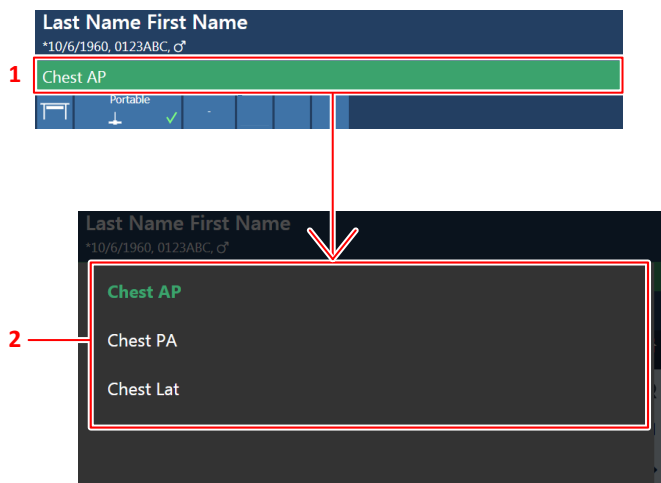 Last Name First Name
*10/6/1960, 0123ABC, ♂
1
Chest AP
Portable
-
Last Name First Name
*10/6/1960, 0123ABC, ♂
Chest AP
2
Chest PA
Chest Lat